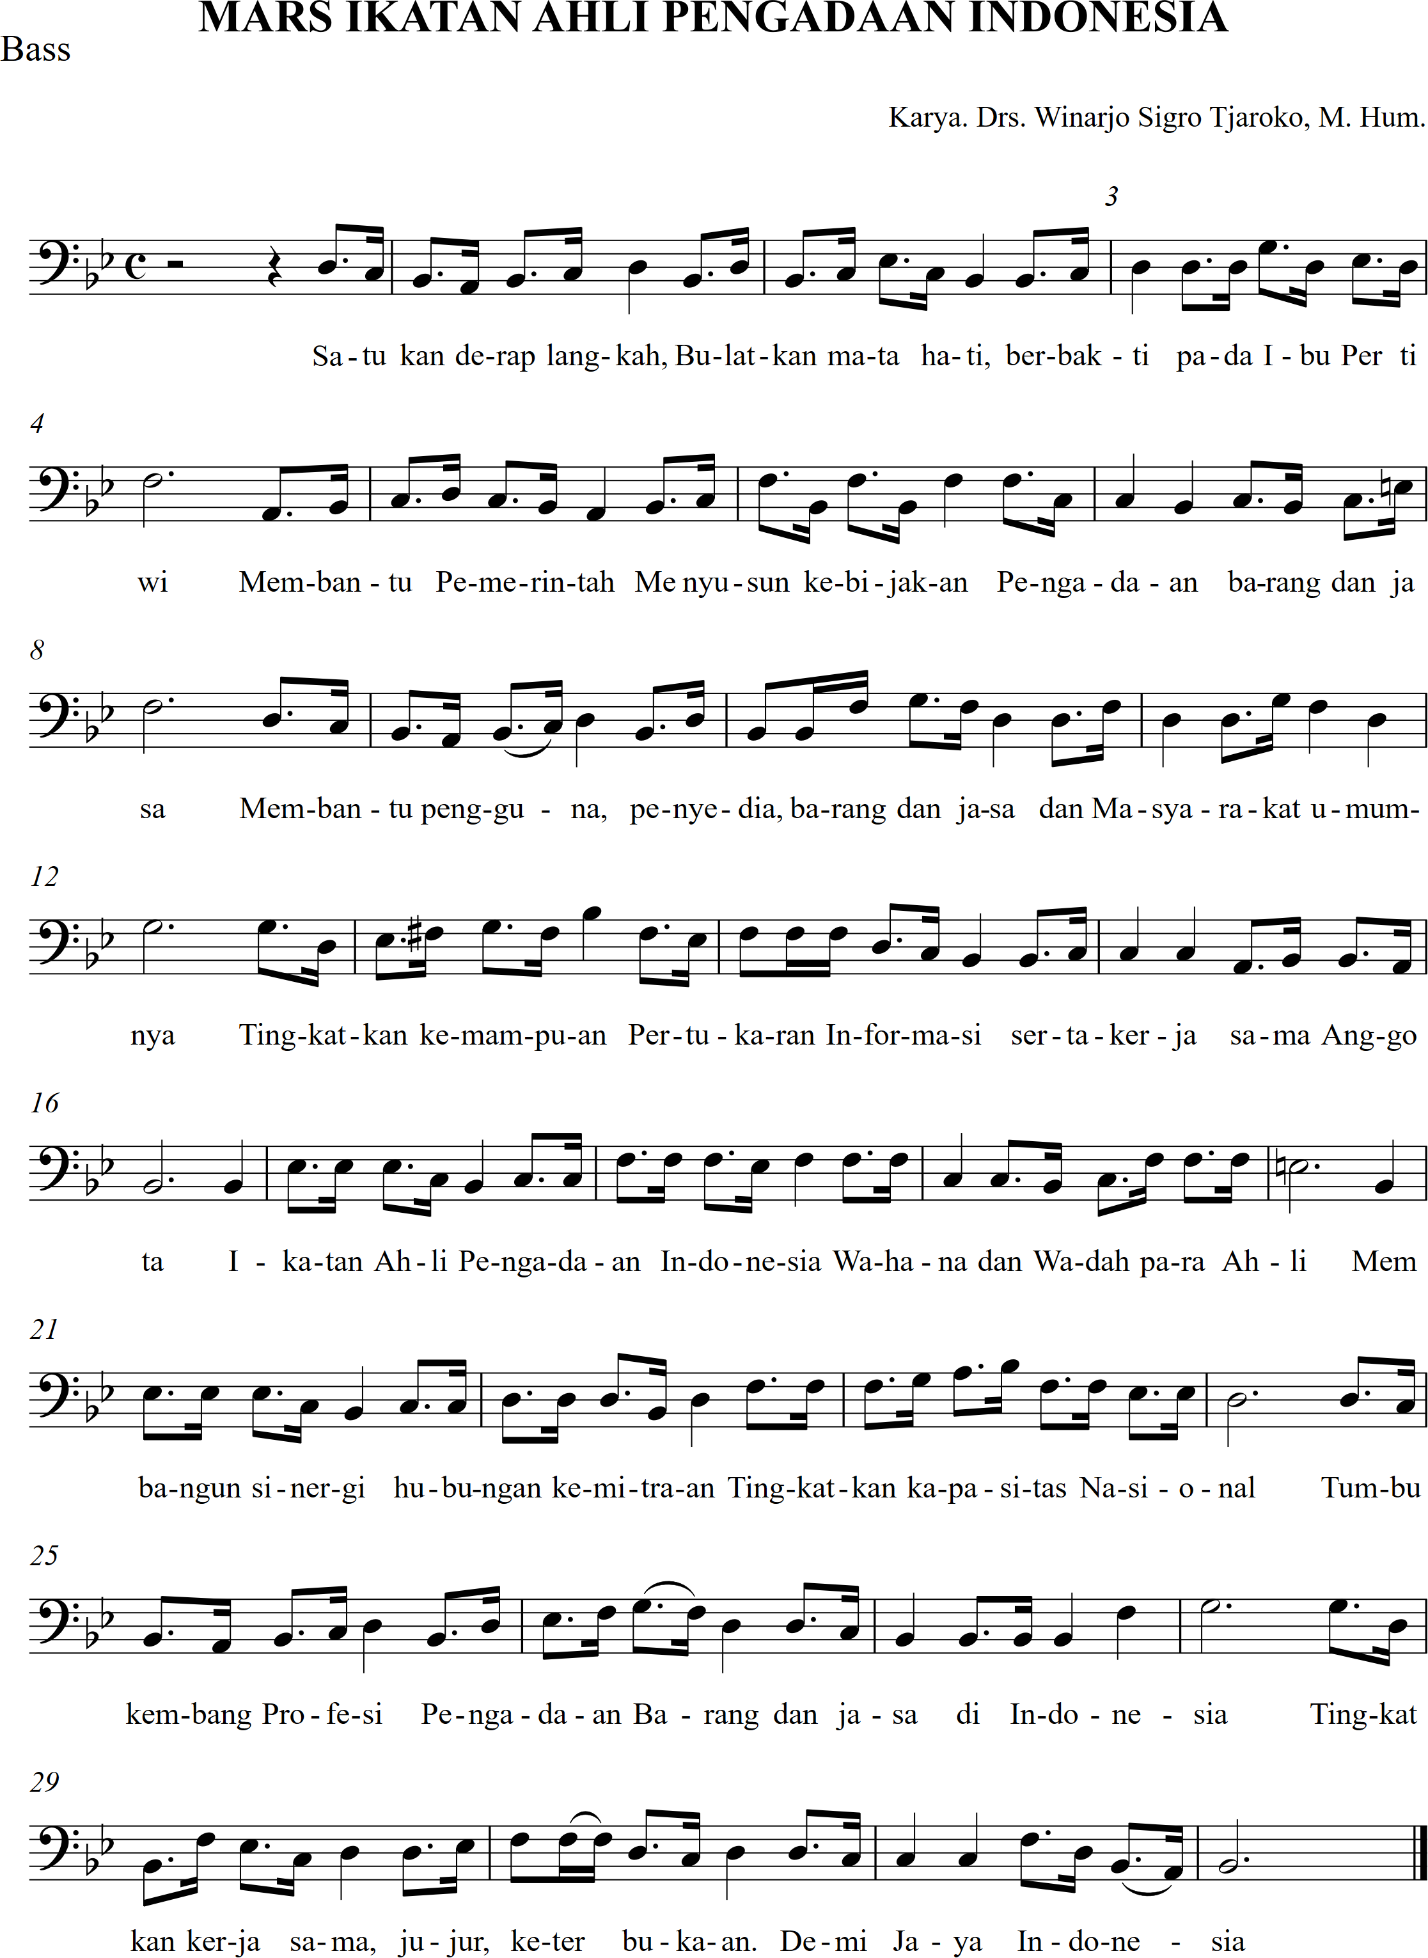 MARS IKATAN AHLI PENGADAAN INDONESIA
Bass
Karya. Drs. Winarjo Sigro Tjaroko, M. Hum.
3
Sa - tu kan de-rap lang- kah, Bu-lat-kan ma-ta ha-ti, ber-bak - ti pa-da I - bu Per ti
4
wi Mem-ban - tu Pe-me-rin-tah Me nyu-sun ke-bi-jak-an Pe-nga - da - an ba-rang dan ja
8
sa Mem-ban - tu peng-gu - na, pe-nye- dia, ba-rang dan ja-sa dan Ma-sya - ra-kat u-mum-
12
nya Ting-kat-kan ke-mam-pu-an Per-tu - ka-ran In-for-ma-si ser-ta-ker - ja sa-ma Ang-go
16
ta I - ka-tan Ah-li Pe-nga-da - an In-do-ne-sia Wa-ha - na dan Wa-dah pa-ra Ah - li Mem
21
ba-ngun si-ner-gi hu-bu-ngan ke-mi-tra-an Ting-kat-kan ka-pa-si-tas Na-si - o - nal Tum-bu
25
kem-bang Pro-fe-si Pe-nga - da - an Ba - rang dan ja - sa di In-do - ne - sia Ting-kat
29
kan ker-ja sa-ma, ju-jur, ke-ter bu-ka-an. De-mi Ja - ya In - do-ne - sia